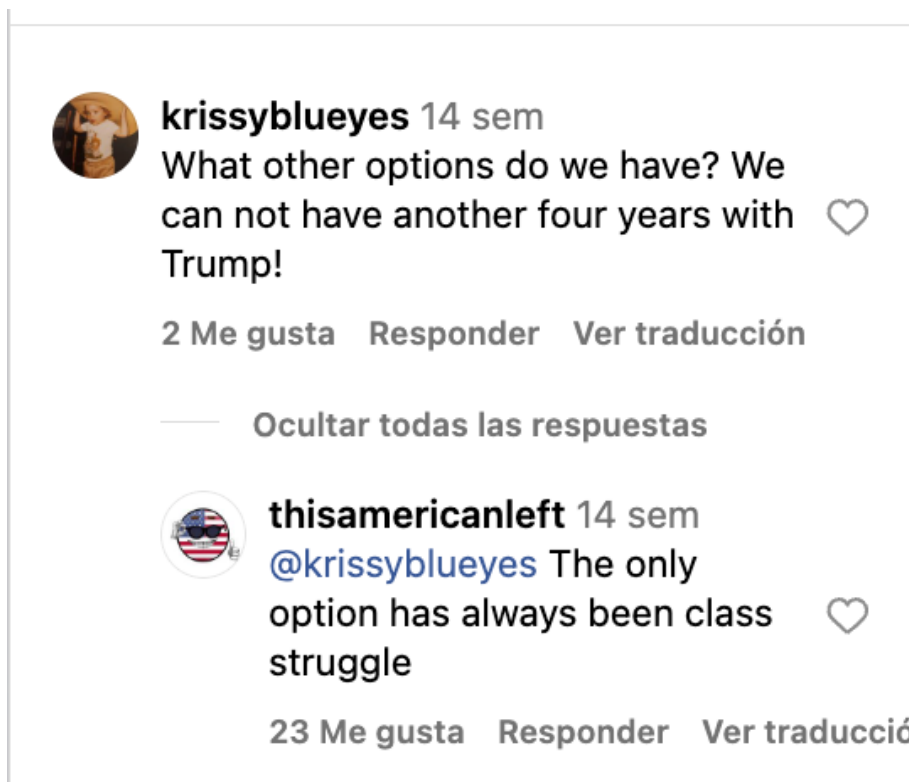 krissyblueyes 14 sem
What other options do we have? We
can not have another four years with
Trump!
2 Me gusta Responder Ver traducción
Ocultar todas las respuestas
thisamericanleft 14 sem
@krissyblueyes The only
option has always been class
struggle
23 Me gusta Responder Ver traducció